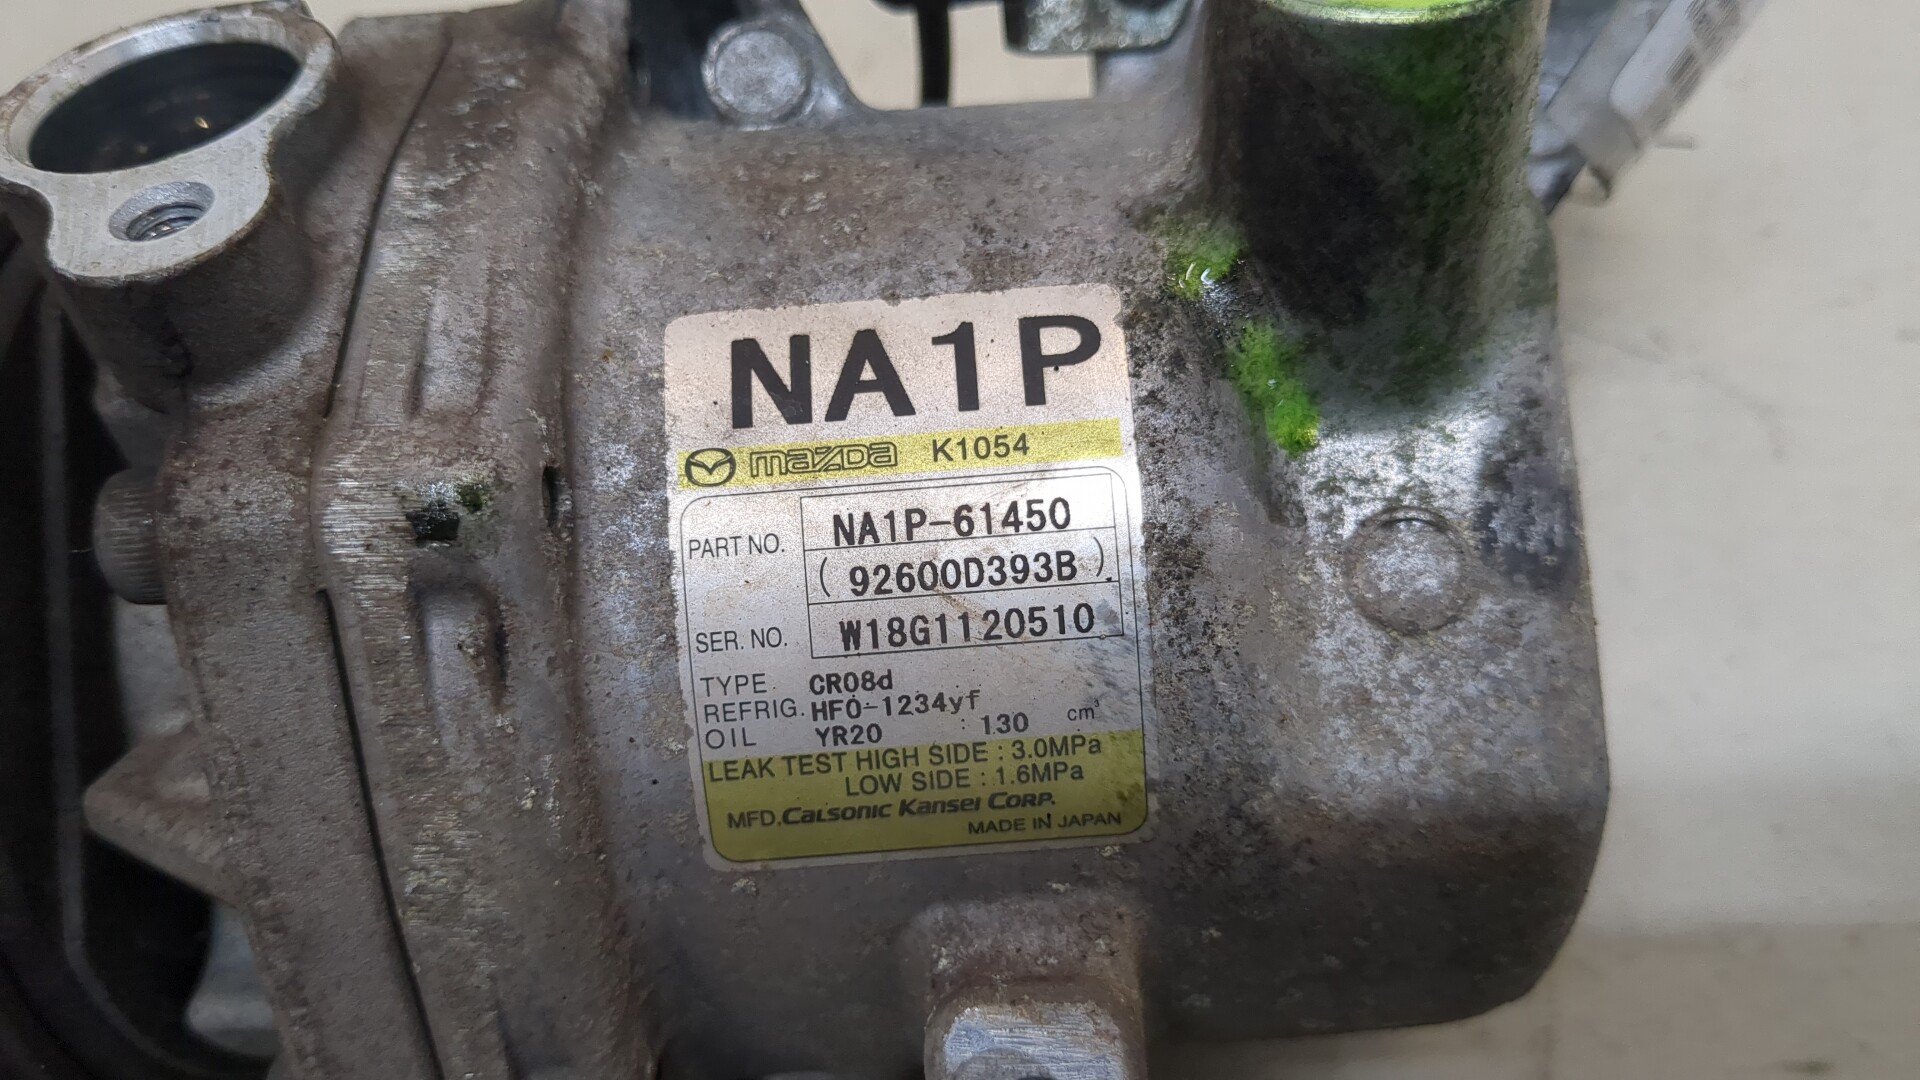 NA1P
mazda K1054
PART NO. NA1P-61450
(92600D393B)
SER. NO. W18G1120510
TYPE. CR08d
REFRIG. HFO-1234yf
OIL YR20 : 130 cm³
LEAK TEST HIGH SIDE : 3.0MPa
LOW SIDE : 1.6MPa
MFD. CALSONIC KANSEI CORP.
MADE IN JAPAN